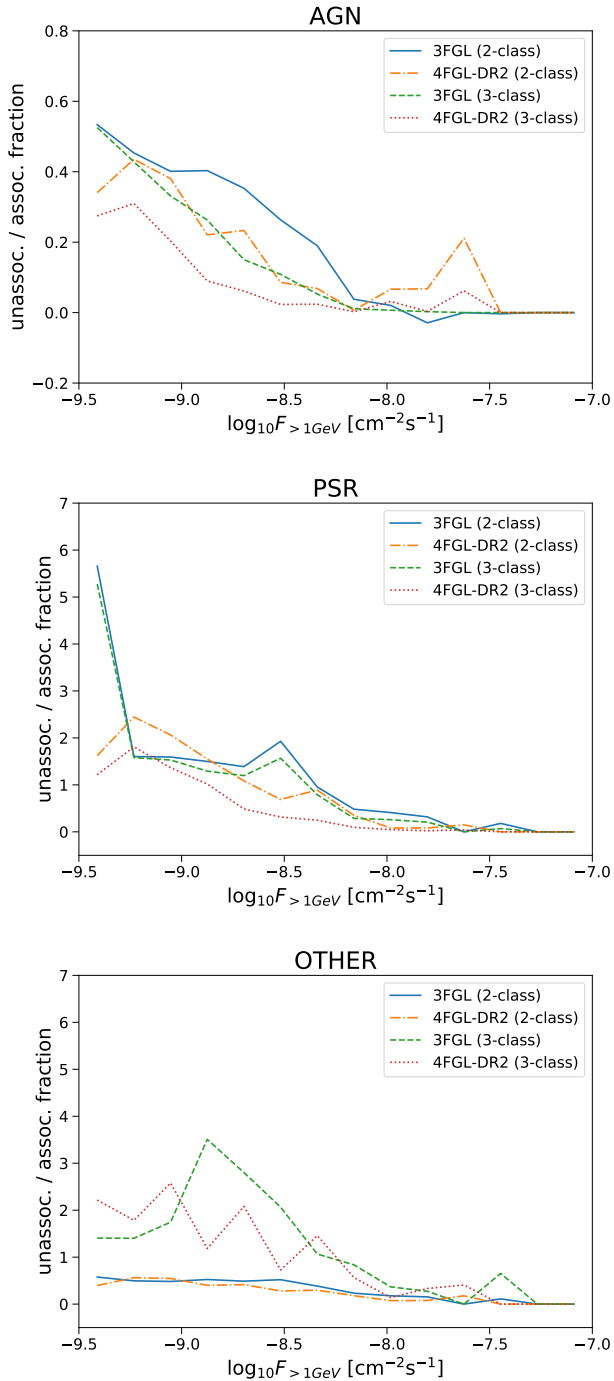 AGN
0.8
0.6
0.4
0.2
0.0
−0.2
unassoc. / assoc. fraction
3FGL (2-class)
4FGL-DR2 (2-class)
3FGL (3-class)
4FGL-DR2 (3-class)
−9.5 −9.0 −8.5 −8.0 −7.5 −7.0
log₁₀F>1GeV [cm⁻²s⁻¹]
PSR
7
6
5
4
3
2
1
0
unassoc. / assoc. fraction
3FGL (2-class)
4FGL-DR2 (2-class)
3FGL (3-class)
4FGL-DR2 (3-class)
−9.5 −9.0 −8.5 −8.0 −7.5 −7.0
log₁₀F>1GeV [cm⁻²s⁻¹]
OTHER
7
6
5
4
3
2
1
0
unassoc. / assoc. fraction
3FGL (2-class)
4FGL-DR2 (2-class)
3FGL (3-class)
4FGL-DR2 (3-class)
−9.5 −9.0 −8.5 −8.0 −7.5 −7.0
log₁₀F>1GeV [cm⁻²s⁻¹]